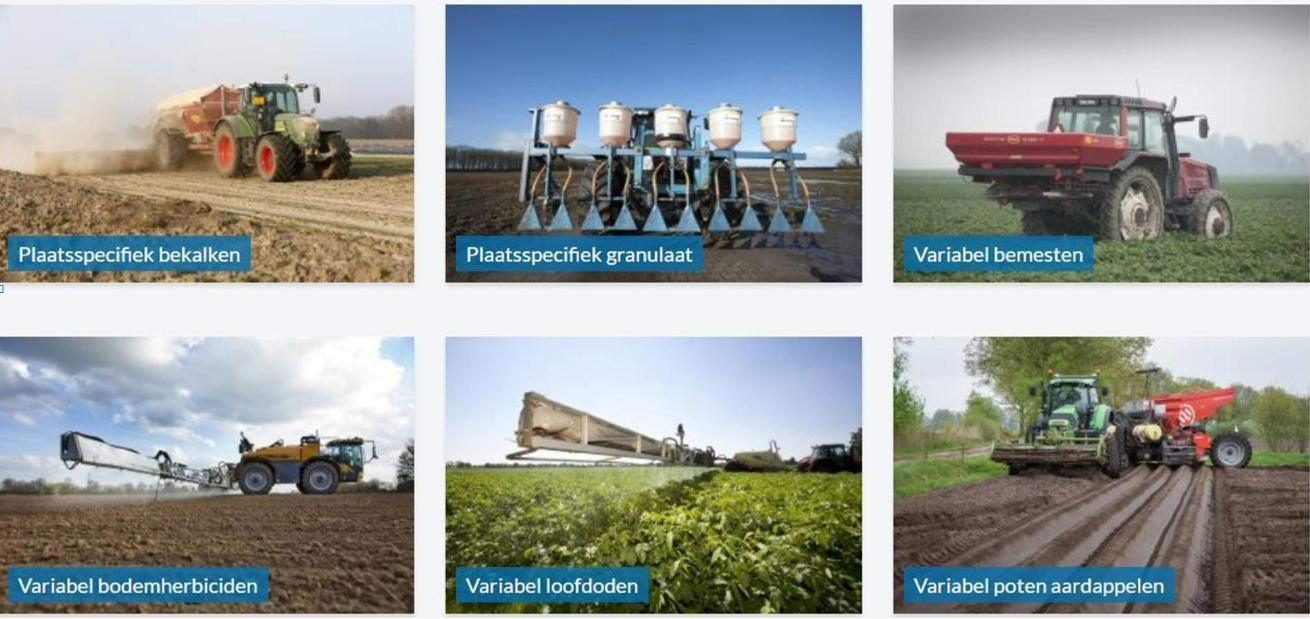 Plaatsspecifiek bekalken
Plaatsspecifiek granulaat
Variabel bemesten
Variabel bodemherbiciden
Variabel loofdoden
Variabel poten aardappelen